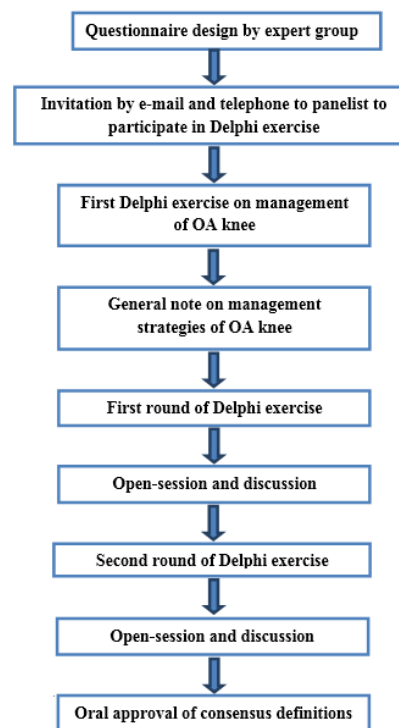 Questionnaire design by expert group
Invitation by e-mail and telephone to panelist to
participate in Delphi exercise
First Delphi exercise on management
of OA knee
General note on management
strategies of OA knee
First round of Delphi exercise
Open-session and discussion
Second round of Delphi exercise
Open-session and discussion
Oral approval of consensus definitions